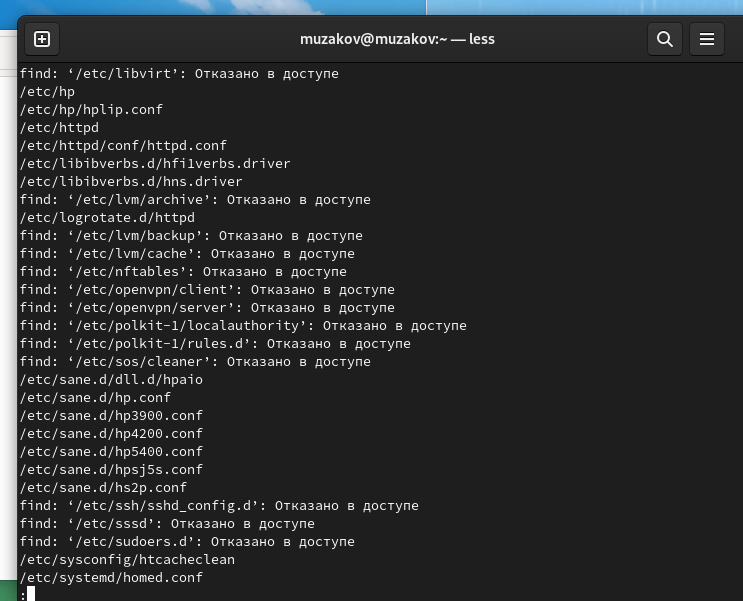 muzakov@muzakov:~ — less
find: ‘/etc/libvirt’: Отказано в доступе
/etc/hp
/etc/hp/hplip.conf
/etc/httpd
/etc/httpd/conf/httpd.conf
/etc/libibverbs.d/hfi1verbs.driver
/etc/libibverbs.d/hns.driver
find: ‘/etc/lvm/archive’: Отказано в доступе
/etc/logrotate.d/httpd
find: ‘/etc/lvm/backup’: Отказано в доступе
find: ‘/etc/lvm/cache’: Отказано в доступе
find: ‘/etc/nftables’: Отказано в доступе
find: ‘/etc/openvpn/client’: Отказано в доступе
find: ‘/etc/openvpn/server’: Отказано в доступе
find: ‘/etc/polkit-1/localauthority’: Отказано в доступе
find: ‘/etc/polkit-1/rules.d’: Отказано в доступе
find: ‘/etc/sos/cleaner’: Отказано в доступе
/etc/sane.d/dll.d/hpaio
/etc/sane.d/hp.conf
/etc/sane.d/hp3900.conf
/etc/sane.d/hp4200.conf
/etc/sane.d/hp5400.conf
/etc/sane.d/hpsj5s.conf
/etc/sane.d/hs2p.conf
find: ‘/etc/ssh/sshd_config.d’: Отказано в доступе
find: ‘/etc/sssd’: Отказано в доступе
find: ‘/etc/sudoers.d’: Отказано в доступе
/etc/sysconfig/htcacheclean
/etc/systemd/homed.conf
: